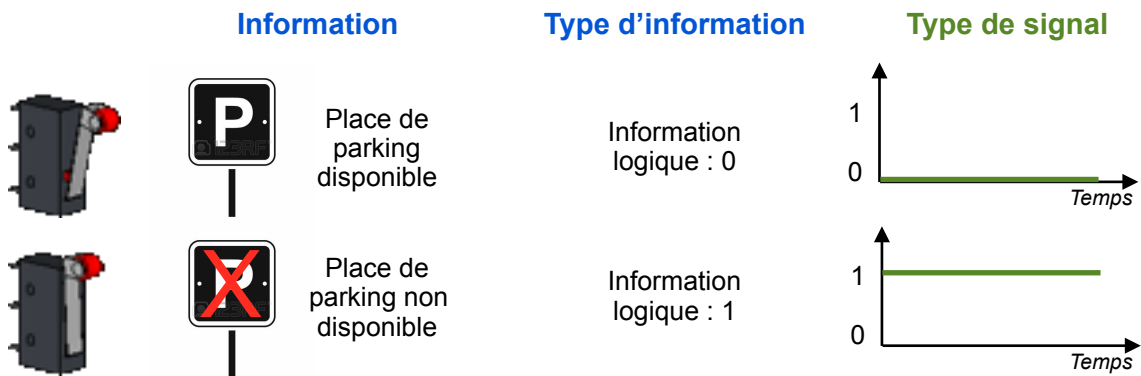 Information
Type d'information
Type de signal
P
Place de
parking
disponible
Information
logique : 0
1
0
Temps
P
Place de
parking non
disponible
Information
logique : 1
1
0
Temps